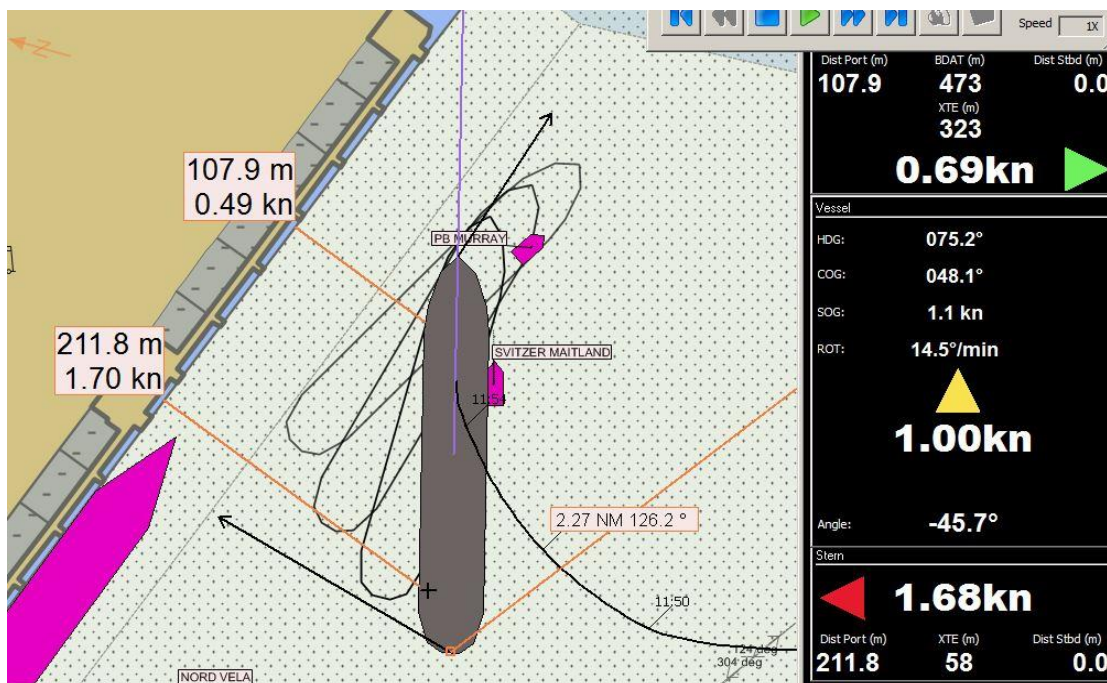 Speed 1X
N
Dist Port (m) BDAT (m) Dist Stbd (m)
107.9 473 0.0
XTE (m)
323
0.69kn
107.9 m
0.49 kn
PB MURRAY
211.8 m
1.70 kn
SVITZER MAITLAND
11:54
2.27 NM 126.2 °
11:50
124 deg
304 deg
NORD VELA
Vessel
HDG: 075.2°
COG: 048.1°
SOG: 1.1 kn
ROT: 14.5°/min
1.00kn
Angle: -45.7°
Stern
1.68kn
Dist Port (m) XTE (m) Dist Stbd (m)
211.8 58 0.0